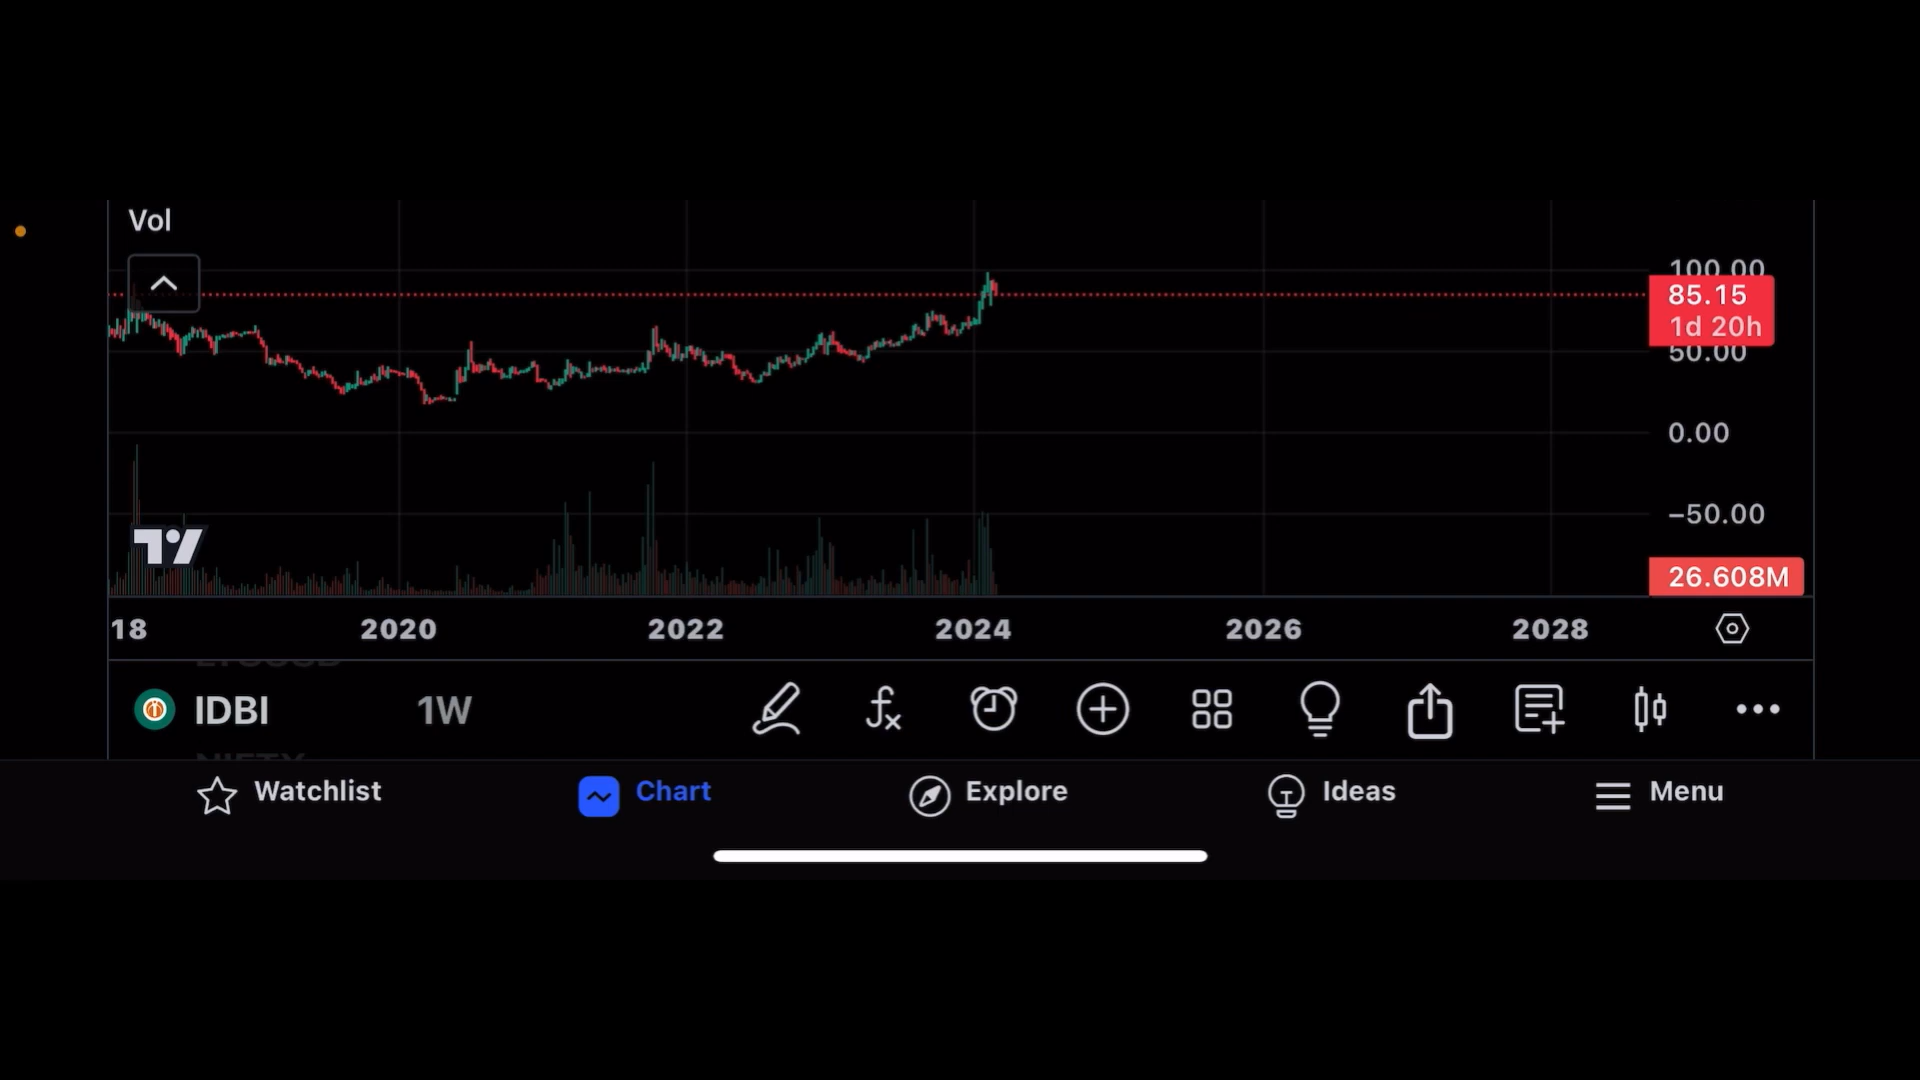 Vol
100.00
85.15
1d 20h
50.00
0.00
−50.00
26.608M
18 2020 2022 2024 2026 2028
IDBI 1W
Watchlist Chart Explore Ideas Menu